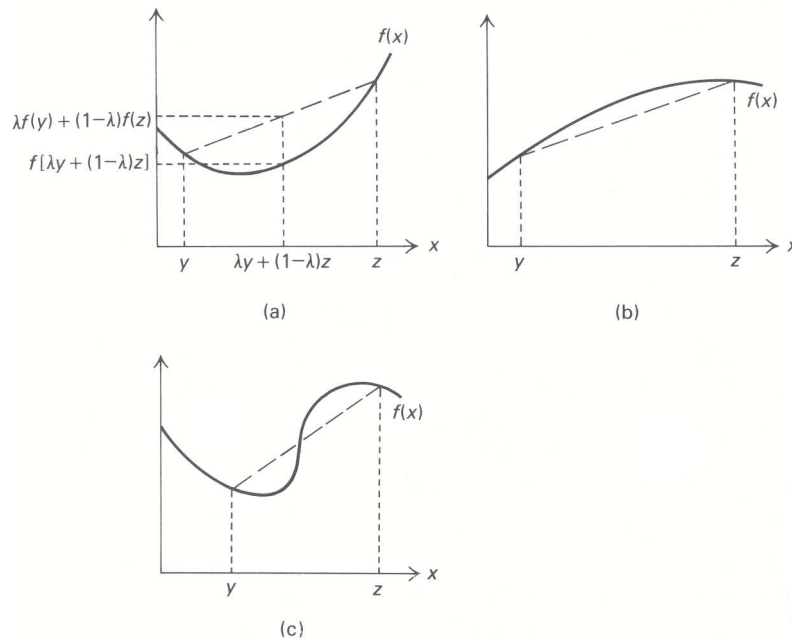 f(x)
λf(y) + (1−λ)f(z)
f[λy + (1−λ)z]
y
λy + (1−λ)z
z
x
(a)
f(x)
y
z
x
(b)
f(x)
y
z
x
(c)